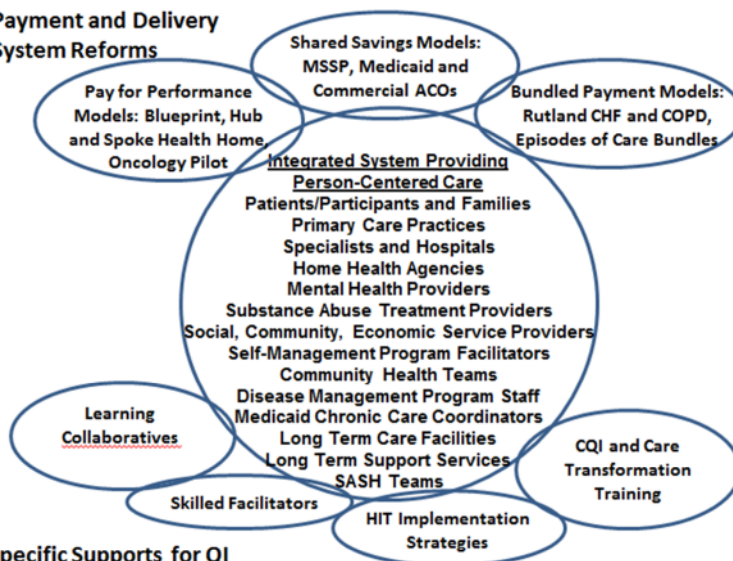 Payment and Delivery
System Reforms
Shared Savings Models:
MSSP, Medicaid and
Commercial ACOs
Pay for Performance
Models: Blueprint, Hub
and Spoke Health Home,
Oncology Pilot
Bundled Payment Models:
Rutland CHF and COPD,
Episodes of Care Bundles
Integrated System Providing
Person-Centered Care
Patients/Participants and Families
Primary Care Practices
Specialists and Hospitals
Home Health Agencies
Mental Health Providers
Substance Abuse Treatment Providers
Social, Community, Economic Service Providers
Self-Management Program Facilitators
Community Health Teams
Disease Management Program Staff
Medicaid Chronic Care Coordinators
Long Term Care Facilities
Long Term Support Services
SASH Teams
Learning
Collaboratives
Skilled Facilitators
HIT Implementation
Strategies
CQI and Care
Transformation
Training
Specific Supports for QI